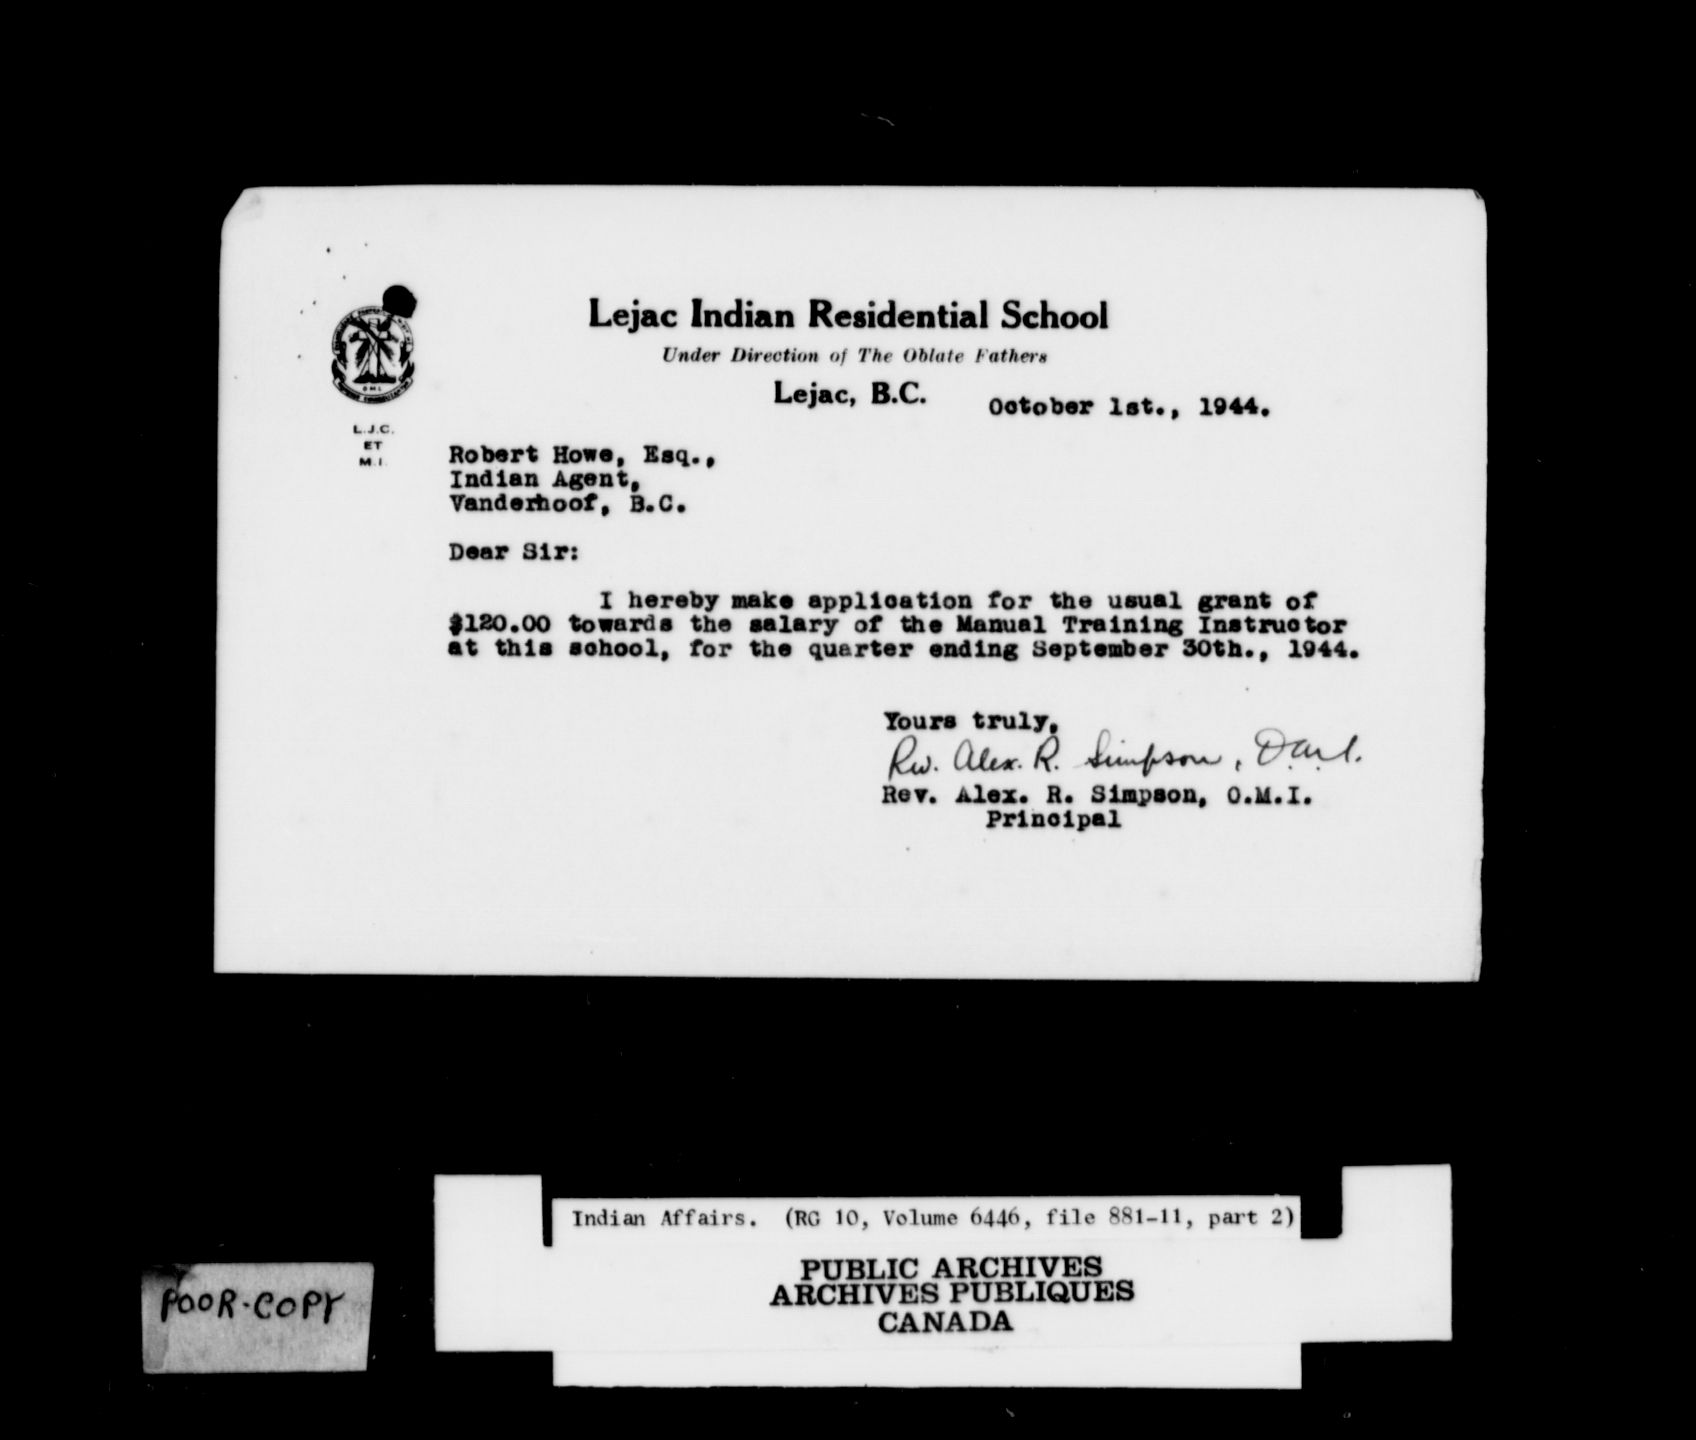 Lejac Indian Residential School
Under Direction of The Oblate Fathers
Lejac, B.C.
October 1st., 1944.
O M I
L.J.C.
ET
M.I.
Robert Howe, Esq.,
Indian Agent,
Vanderhoof, B.C.
Dear Sir:
I hereby make application for the usual grant of
$120.00 towards the salary of the Manual Training Instructor
at this school, for the quarter ending September 30th., 1944.
Yours truly,
Rev. Alex. R. Simpson, O.M.I.
Rev. Alex. R. Simpson, O.M.I.
Principal
Indian Affairs. (RG 10, Volume 6446, file 881-11, part 2)
PUBLIC ARCHIVES
ARCHIVES PUBLIQUES
CANADA
POOR-COPY